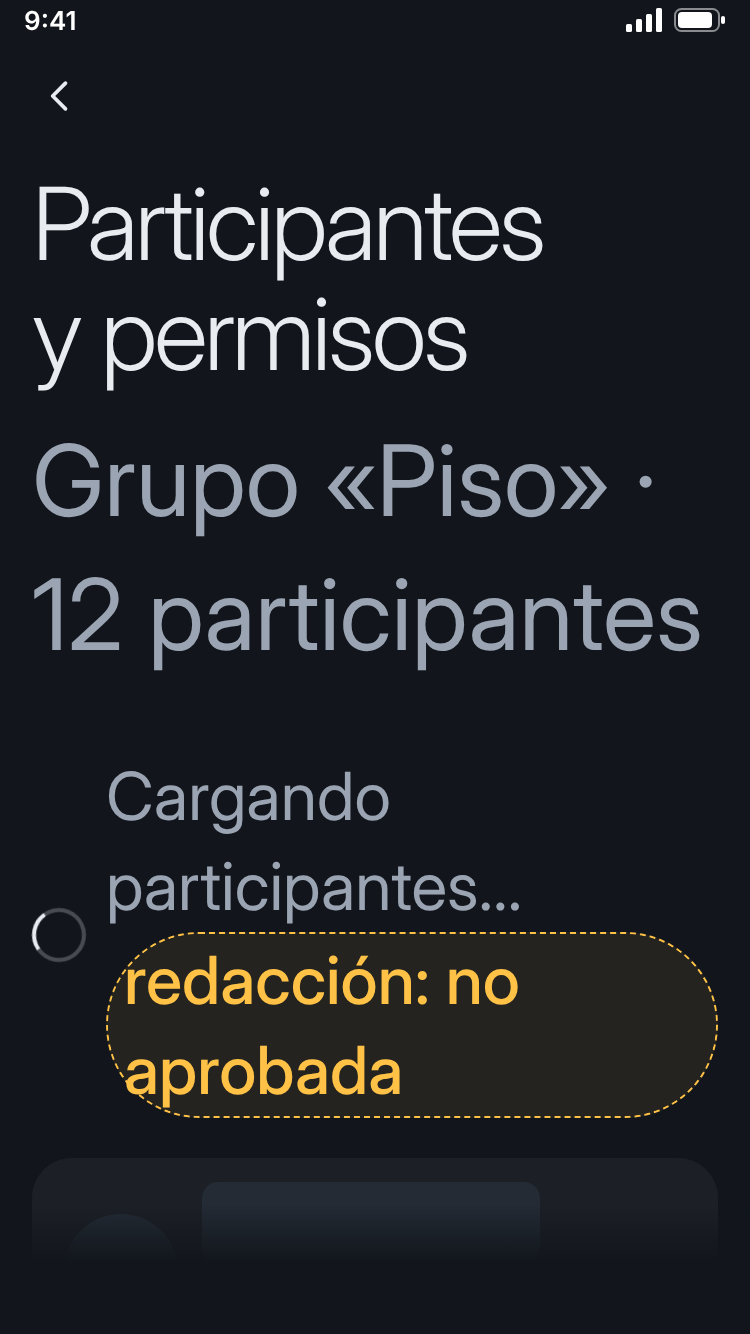 9:41
Participantes
y permisos
Grupo «Piso» ·
12 participantes
Cargando
participantes…
redacción: no
aprobada